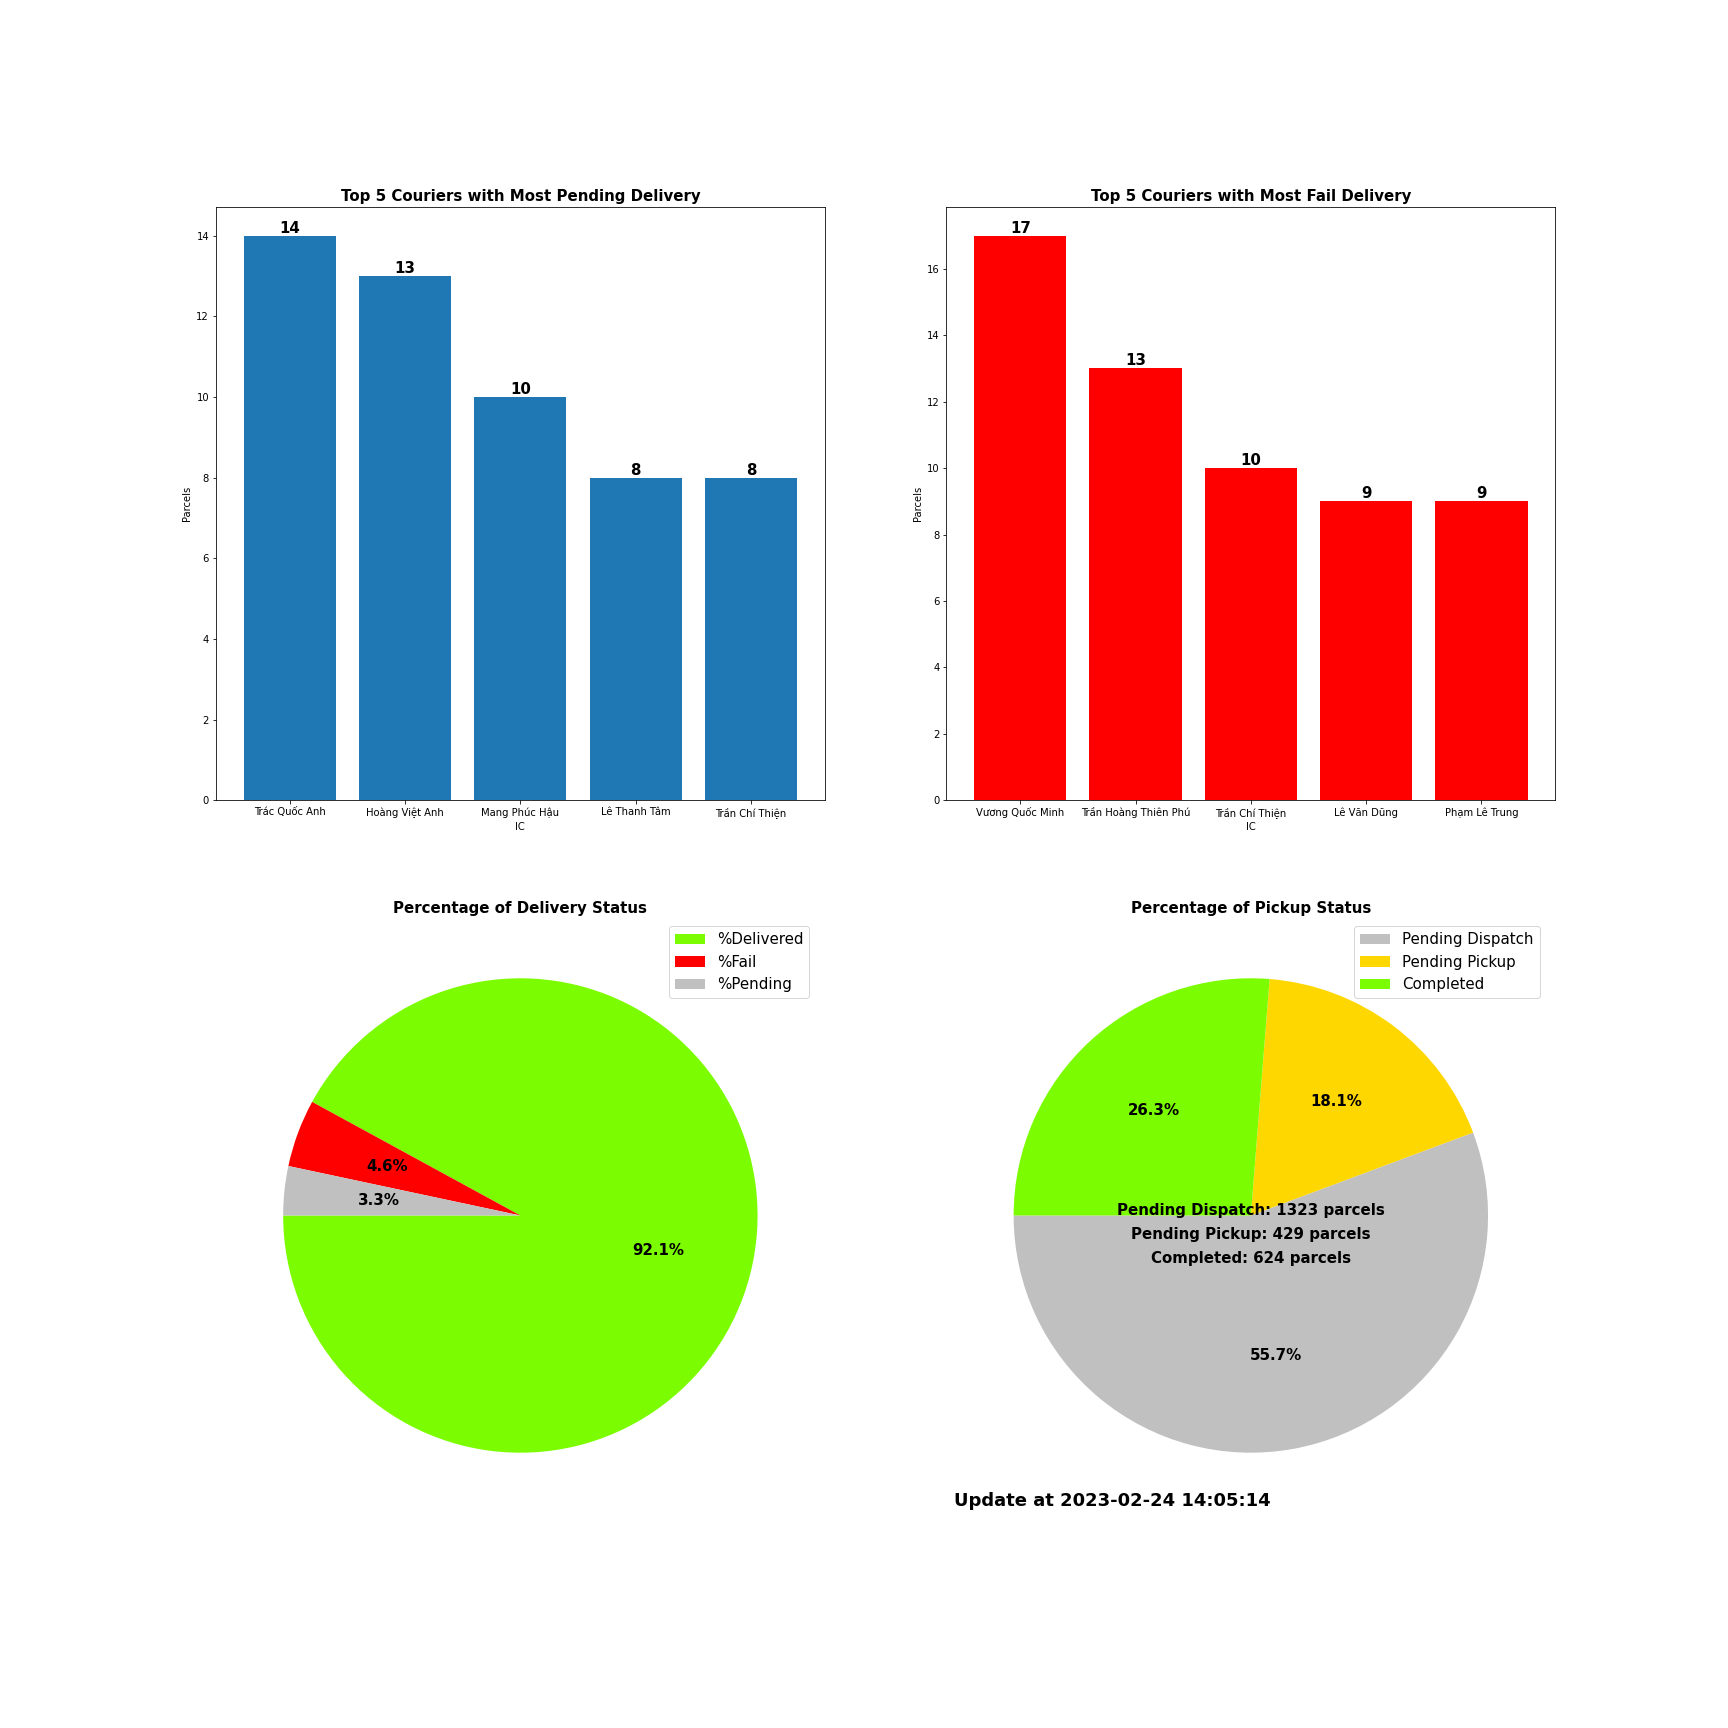 Top 5 Couriers with Most Pending Delivery
14
13
10
8
8
14
12
10
8
6
4
2
0
Parcels
Trác Quốc Anh
Hoàng Việt Anh
Mang Phúc Hậu
Lê Thanh Tâm
Trần Chí Thiện
IC
Top 5 Couriers with Most Fail Delivery
17
13
10
9
9
16
14
12
10
8
6
4
2
0
Parcels
Vương Quốc Minh
Trần Hoàng Thiên Phú
Trần Chí Thiện
Lê Văn Dũng
Phạm Lê Trung
IC
Percentage of Delivery Status
%Delivered
%Fail
%Pending
4.6%
3.3%
92.1%
Percentage of Pickup Status
Pending Dispatch
Pending Pickup
Completed
18.1%
26.3%
Pending Dispatch: 1323 parcels
Pending Pickup: 429 parcels
Completed: 624 parcels
55.7%
Update at 2023-02-24 14:05:14